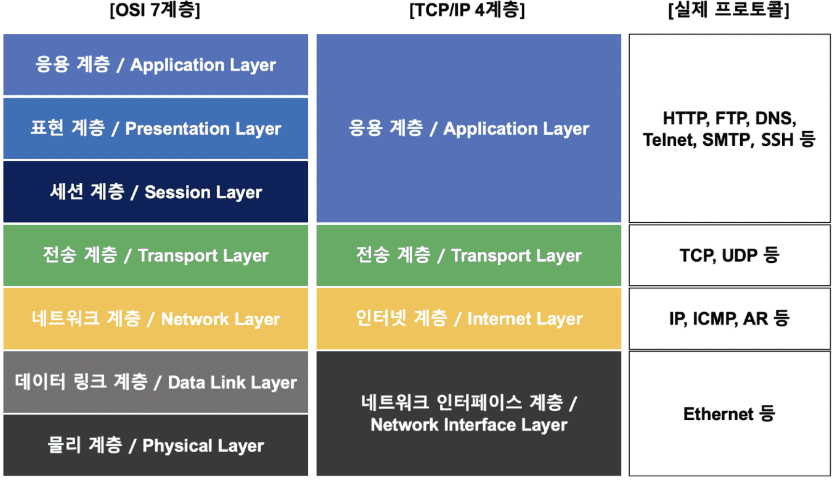 [OSI 7계층]
[TCP/IP 4계층]
[실제 프로토콜]
응용 계층 / Application Layer
표현 계층 / Presentation Layer
세션 계층 / Session Layer
전송 계층 / Transport Layer
네트워크 계층 / Network Layer
데이터 링크 계층 / Data Link Layer
물리 계층 / Physical Layer
응용 계층 / Application Layer
전송 계층 / Transport Layer
인터넷 계층 / Internet Layer
네트워크 인터페이스 계층 /
Network Interface Layer
HTTP, FTP, DNS,
Telnet, SMTP, SSH 등
TCP, UDP 등
IP, ICMP, AR 등
Ethernet 등